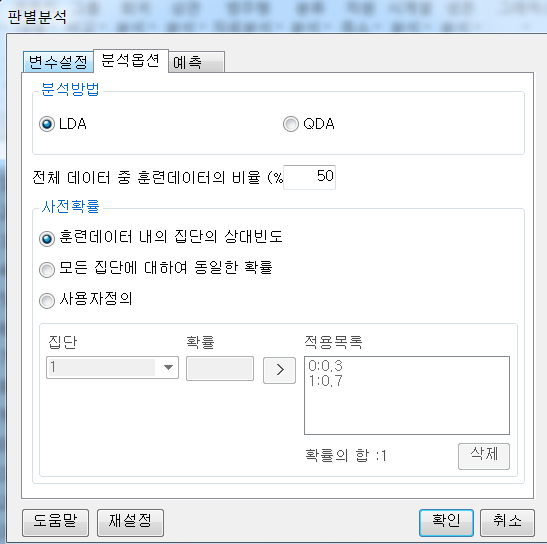 판별분석
변수설정 분석옵션 예측
분석방법
LDA QDA
전체 데이터 중 훈련데이터의 비율 (% 50
사전확률
훈련데이터 내의 집단의 상대빈도
모든 집단에 대하여 동일한 확률
사용자정의
집단 확률 적용목록
1 > 0:0.3
1:0.7
확률의 합 :1 삭제
도움말 재설정 확인 취소